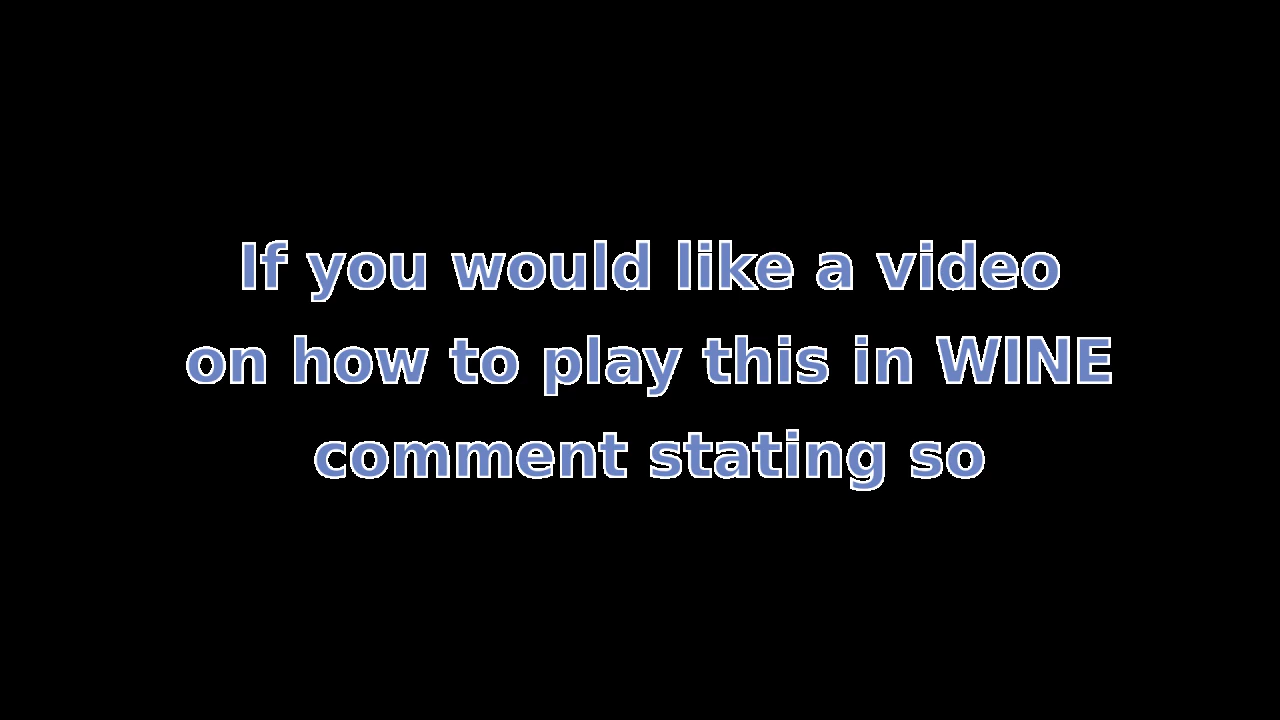 If you would like a video
on how to play this in WINE
comment stating so